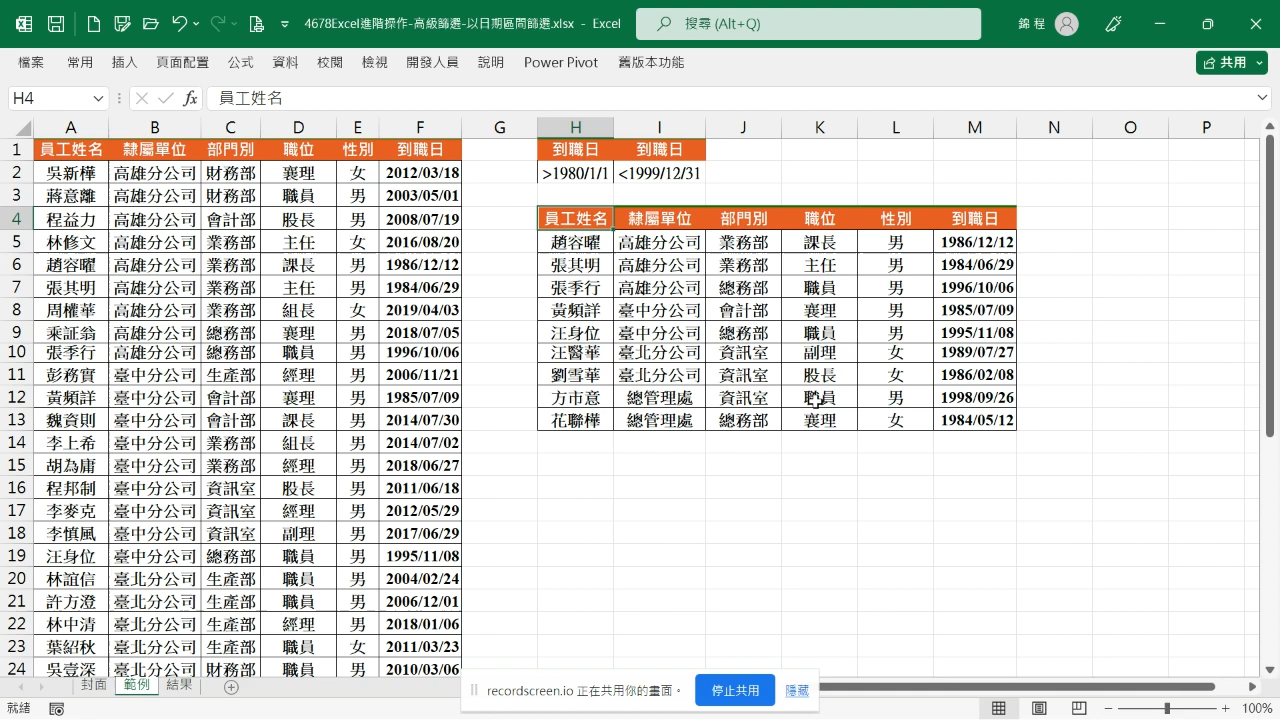 4678Excel進階操作-高級篩選-以日期區間篩選.xlsx - Excel
搜尋 (Alt+Q)
錦 程
檔案 常用 插入 頁面配置 公式 資料 校閱 檢視 開發人員 說明 Power Pivot 舊版本功能
共用
H4
fx
員工姓名
A B C D E F G H I J K L M N O P
1 員工姓名 隸屬單位 部門別 職位 性別 到職日 到職日 到職日
2 吳新樺 高雄分公司 財務部 襄理 女 2012/03/18 >1980/1/1 <1999/12/31
3 蔣意離 高雄分公司 財務部 職員 男 2003/05/01
4 程益力 高雄分公司 會計部 股長 男 2008/07/19 員工姓名 隸屬單位 部門別 職位 性別 到職日
5 林修文 高雄分公司 業務部 主任 女 2016/08/20 趙容曜 高雄分公司 業務部 課長 男 1986/12/12
6 趙容曜 高雄分公司 業務部 課長 男 1986/12/12 張其明 高雄分公司 業務部 主任 男 1984/06/29
7 張其明 高雄分公司 業務部 主任 男 1984/06/29 張季行 高雄分公司 總務部 職員 男 1996/10/06
8 周權華 高雄分公司 業務部 組長 女 2019/04/03 黃頻詳 臺中分公司 會計部 襄理 男 1985/07/09
9 乘証翁 高雄分公司 總務部 襄理 男 2018/07/05 汪身位 臺中分公司 總務部 職員 男 1995/11/08
10 張季行 高雄分公司 總務部 職員 男 1996/10/06 汪醫華 臺北分公司 資訊室 副理 女 1989/07/27
11 彭務實 臺中分公司 生產部 經理 男 2006/11/21 劉雪華 臺北分公司 資訊室 股長 女 1986/02/08
12 黃頻詳 臺中分公司 會計部 襄理 男 1985/07/09 方市意 總管理處 資訊室 職員 男 1998/09/26
13 魏資則 臺中分公司 會計部 課長 男 2014/07/30 花聯樺 總管理處 總務部 襄理 女 1984/05/12
14 李上希 臺中分公司 業務部 組長 男 2014/07/02
15 胡為庸 臺中分公司 業務部 經理 男 2018/06/27
16 程邦制 臺中分公司 資訊室 股長 男 2011/06/18
17 李麥克 臺中分公司 資訊室 經理 男 2012/05/29
18 李慎風 臺中分公司 資訊室 副理 男 2017/06/29
19 汪身位 臺中分公司 總務部 職員 男 1995/11/08
20 林誼信 臺北分公司 生產部 職員 男 2004/02/24
21 許方澄 臺北分公司 生產部 職員 男 2006/12/01
22 林中清 臺北分公司 生產部 經理 男 2018/01/06
23 葉紹秋 臺北分公司 生產部 職員 女 2011/03/23
24 吳壹深 臺北分公司 財務部 職員 男 2010/03/06
封面 範例 結果
recordscreen.io 正在共用你的畫面。 停止共用 隱藏
就緒
100%